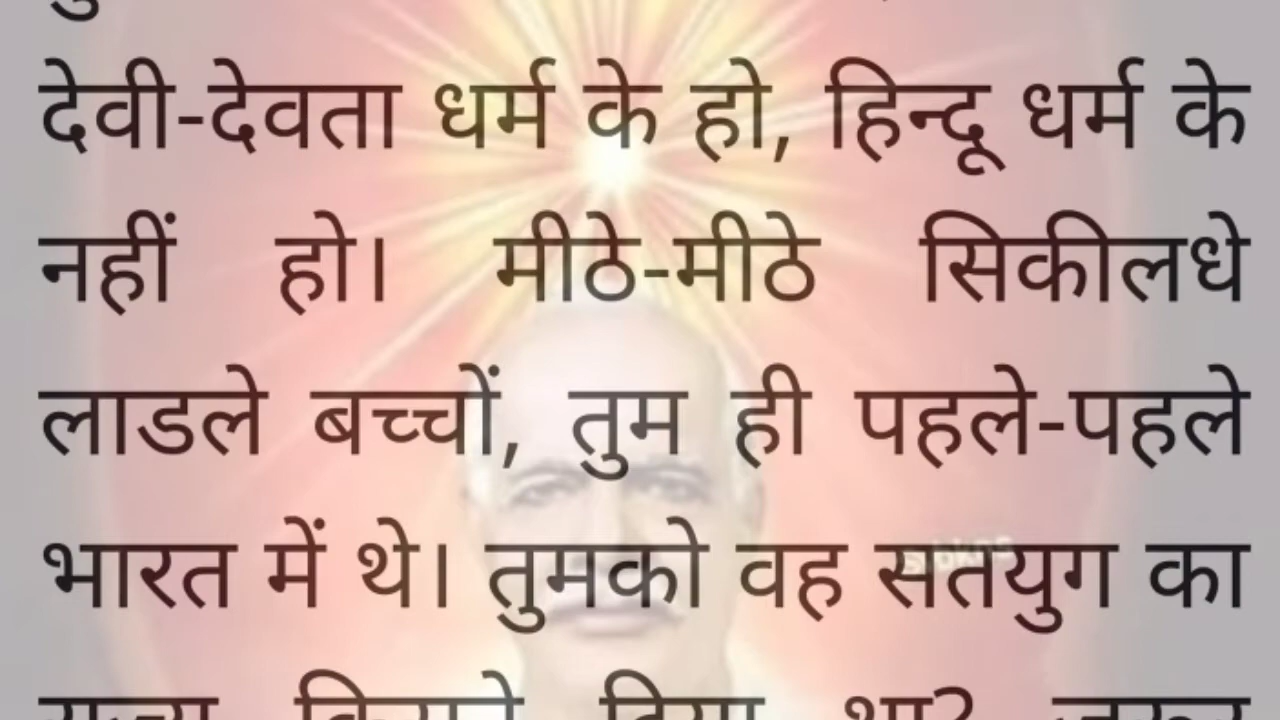 देवी-देवता धर्म के हो, हिन्दू धर्म के
नहीं हो। मीठे-मीठे सिकीलधे
लाडले बच्चों, तुम ही पहले-पहले
भारत में थे। तुमको वह सतयुग का